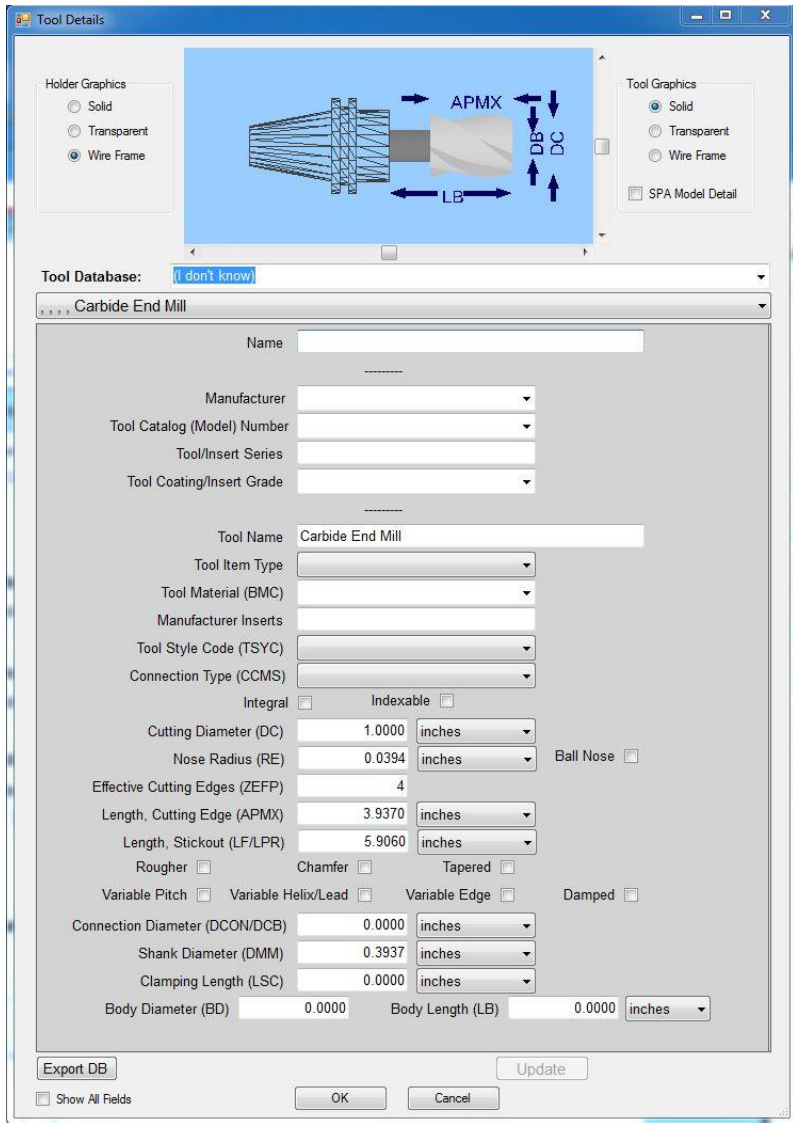 Tool Details
Holder Graphics
Solid
Transparent
Wire Frame
APMX
DB
DC
LB
Tool Graphics
Solid
Transparent
Wire Frame
SPA Model Detail
Tool Database: (I don't know)
, , , , Carbide End Mill
Name
---------
Manufacturer
Tool Catalog (Model) Number
Tool/Insert Series
Tool Coating/Insert Grade
---------
Tool Name Carbide End Mill
Tool Item Type
Tool Material (BMC)
Manufacturer Inserts
Tool Style Code (TSYC)
Connection Type (CCMS)
Integral Indexable
Cutting Diameter (DC) 1.0000 inches
Nose Radius (RE) 0.0394 inches Ball Nose
Effective Cutting Edges (ZEFP) 4
Length, Cutting Edge (APMX) 3.9370 inches
Length, Stickout (LF/LPR) 5.9060 inches
Rougher Chamfer Tapered
Variable Pitch Variable Helix/Lead Variable Edge Damped
Connection Diameter (DCON/DCB) 0.0000 inches
Shank Diameter (DMM) 0.3937 inches
Clamping Length (LSC) 0.0000 inches
Body Diameter (BD) 0.0000 Body Length (LB) 0.0000 inches
Export DB Update
Show All Fields OK Cancel